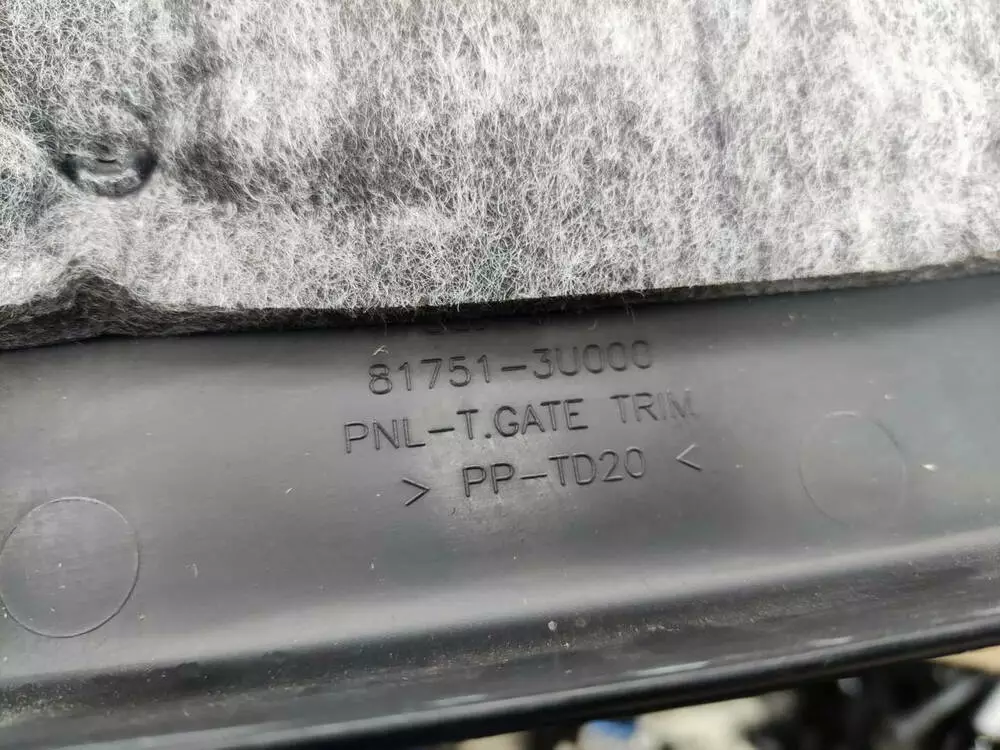 81751-3U000
PNL-T.GATE TRIM
> PP-TD20 <